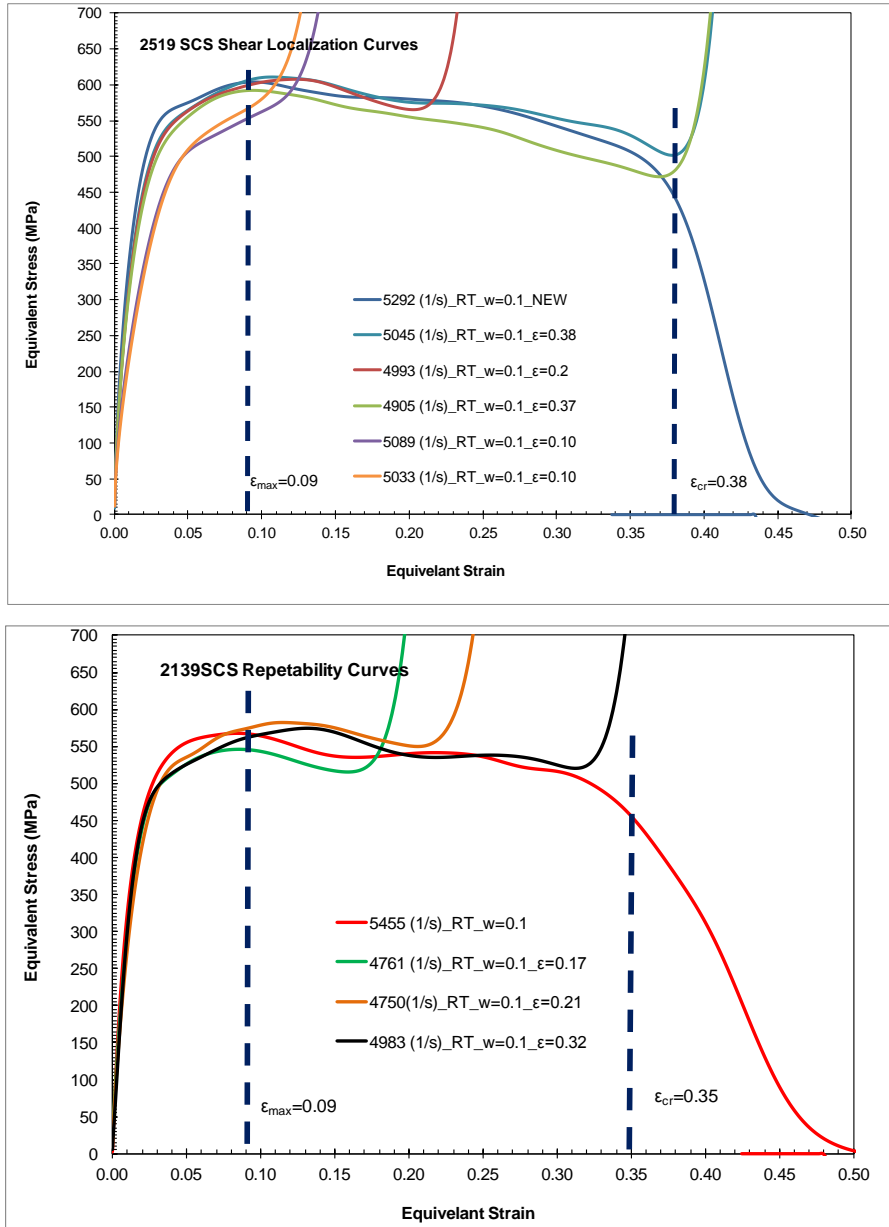 700
2519 SCS Shear Localization Curves
650
600
550
500
450
400
350
300
250
200
150
100
50
0
Equivalent Stress (MPa)
5292 (1/s)_RT_w=0.1_NEW
5045 (1/s)_RT_w=0.1_ε=0.38
4993 (1/s)_RT_w=0.1_ε=0.2
4905 (1/s)_RT_w=0.1_ε=0.37
5089 (1/s)_RT_w=0.1_ε=0.10
5033 (1/s)_RT_w=0.1_ε=0.10
εmax=0.09
εcr=0.38
0.00 0.05 0.10 0.15 0.20 0.25 0.30 0.35 0.40 0.45 0.50
Equivelant Strain
700
2139SCS Repetability Curves
650
600
550
500
450
400
350
300
250
200
150
100
50
0
Equivalent Stress (MPa)
5455 (1/s)_RT_w=0.1
4761 (1/s)_RT_w=0.1_ε=0.17
4750(1/s)_RT_w=0.1_ε=0.21
4983 (1/s)_RT_w=0.1_ε=0.32
εmax=0.09
εcr=0.35
0.00 0.05 0.10 0.15 0.20 0.25 0.30 0.35 0.40 0.45 0.50
Equivelant Strain